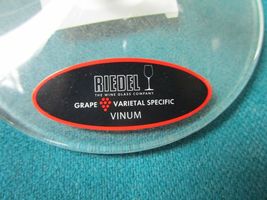 RIEDEL
THE WINE GLASS COMPANY
GRAPE VARIETAL SPECIFIC
VINUM